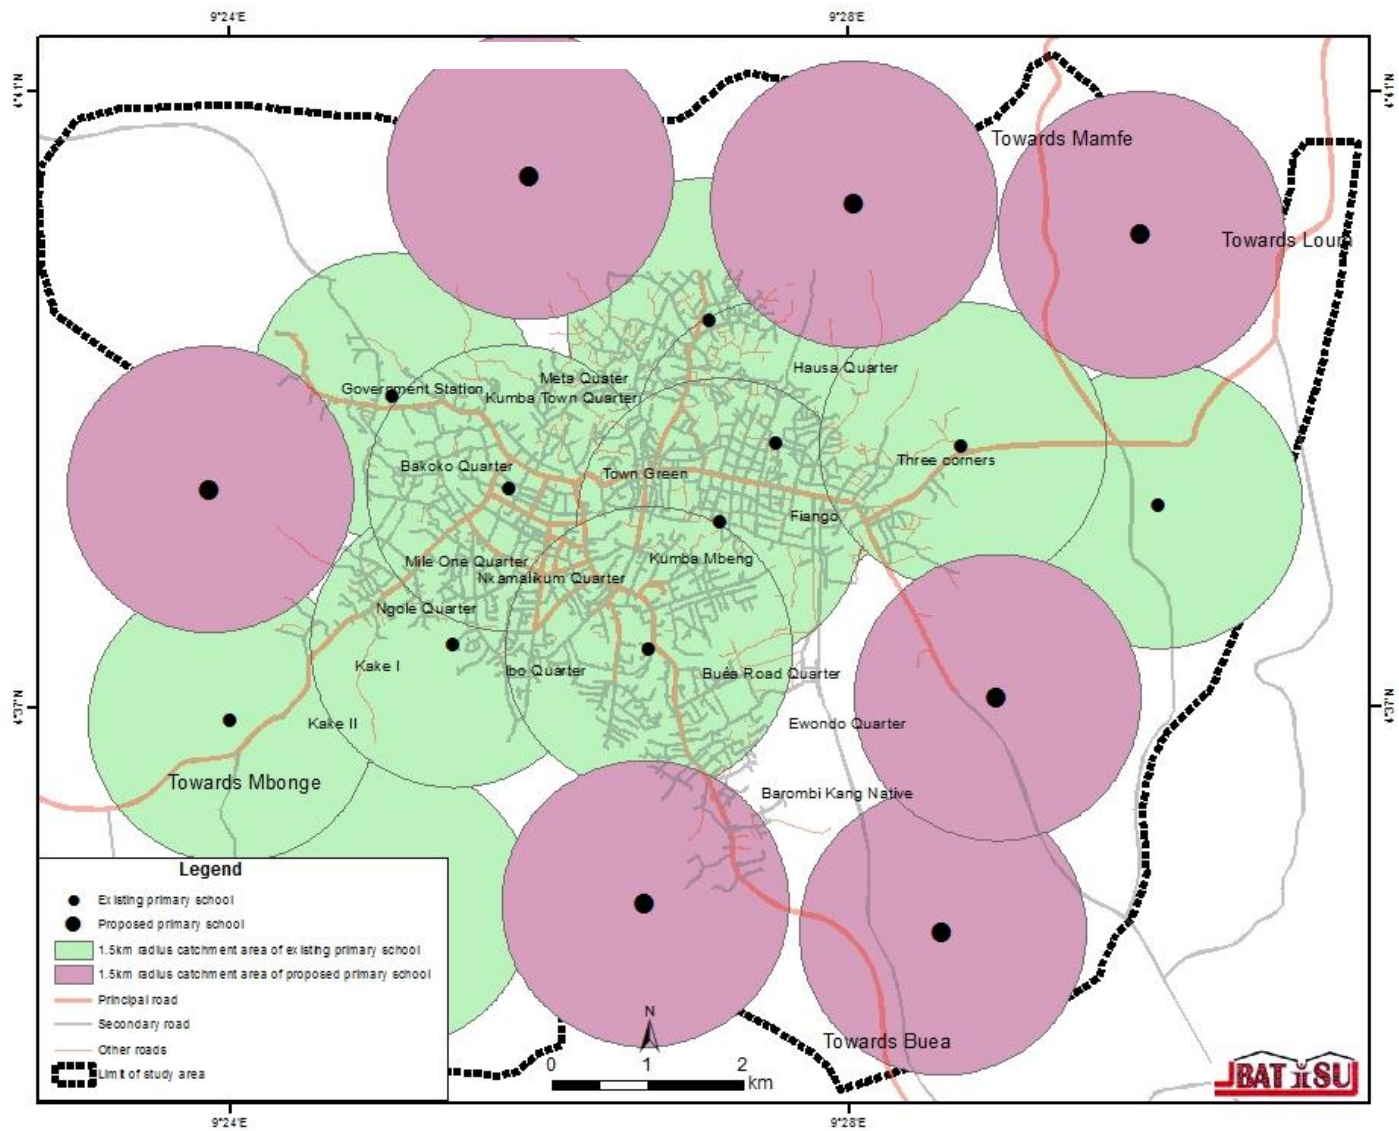 9°24'E
9°28'E
4°41'N
4°41'N
Towards Mamfe
Towards Loum
Hausa Quarter
Meta Quater
Government Station
Kumba Town Quarter
Three corners
Bakoko Quarter
Town Green
Fiango
Kumba Mbeng
Mile One Quarter
Nkamalikum Quarter
Ngole Quarter
Kake I
Ibo Quarter
Buea Road Quarter
4°37'N
4°37'N
Kake II
Ewondo Quarter
Towards Mbonge
Barombi Kang Native
Legend
Existing primary school
Proposed primary school
1.5km radius catchment area of existing primary school
1.5km radius catchment area of proposed primary school
Principal road
Secondary road
Other roads
Limit of study area
N
0 1 2
km
Towards Buea
BATISU
9°24'E
9°28'E